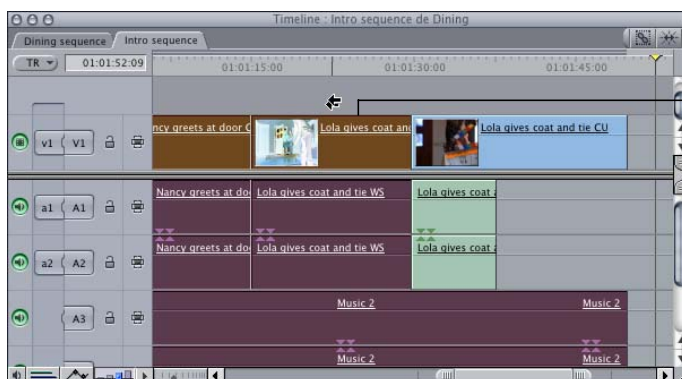 Timeline : Intro sequence de Dining
Dining sequence Intro sequence
TR 01:01:52:09 01:01:15:00 01:01:30:00 01:01:45:00
v1 V1 ncy greets at door C Lola gives coat and Lola gives coat and tie CU
a1 A1 Nancy greets at do Lola gives coat and tie WS Lola gives coat a
a2 A2 Nancy greets at do Lola gives coat and tie WS Lola gives coat a
A3 Music 2 Music 2
Music 2 Music 2